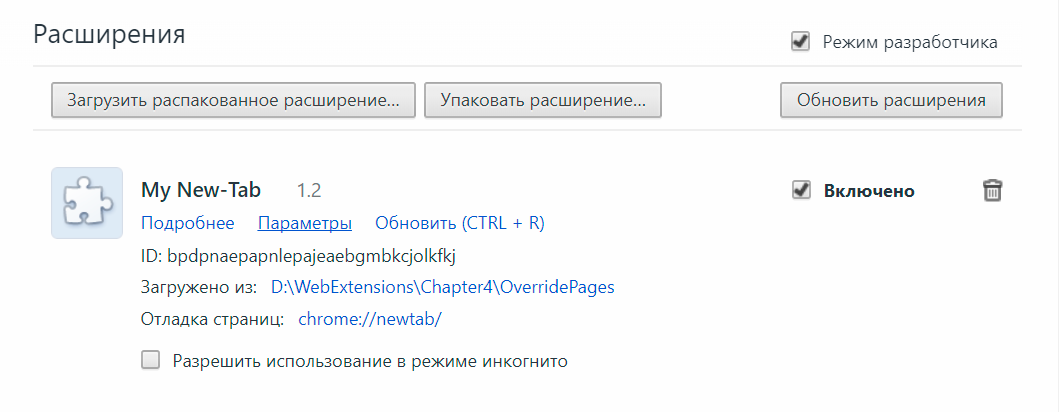 Расширения
Режим разработчика
Загрузить распакованное расширение... Упаковать расширение... Обновить расширения
My New-Tab 1.2 Включено
Подробнее Параметры Обновить (CTRL + R)
ID: bpdpnaepapnlepajeaebgmbkcjolkfkj
Загружено из: D:\WebExtensions\Chapter4\OverridePages
Отладка страниц: chrome://newtab/
Разрешить использование в режиме инкогнито